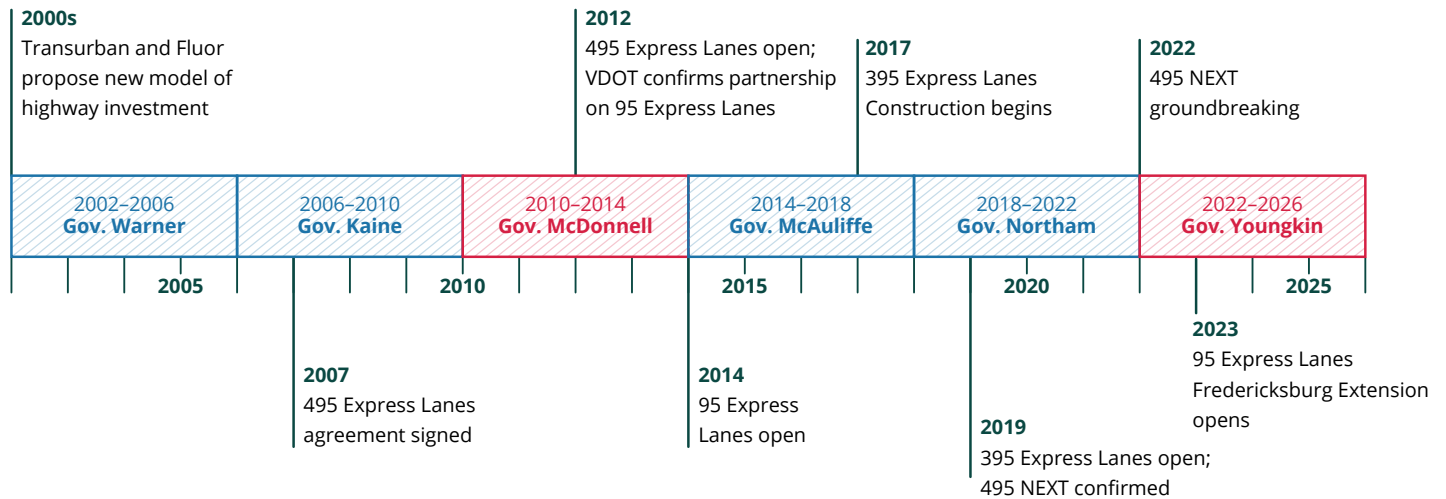 2000s
Transurban and Fluor
propose new model of
highway investment
2012
495 Express Lanes open;
VDOT confirms partnership
on 95 Express Lanes
2017
395 Express Lanes
Construction begins
2022
495 NEXT
groundbreaking
2002–2006
Gov. Warner
2006–2010
Gov. Kaine
2010–2014
Gov. McDonnell
2014–2018
Gov. McAuliffe
2018–2022
Gov. Northam
2022–2026
Gov. Youngkin
2005
2010
2015
2020
2025
2007
495 Express Lanes
agreement signed
2014
95 Express
Lanes open
2019
395 Express Lanes open;
495 NEXT confirmed
2023
95 Express Lanes
Fredericksburg Extension
opens